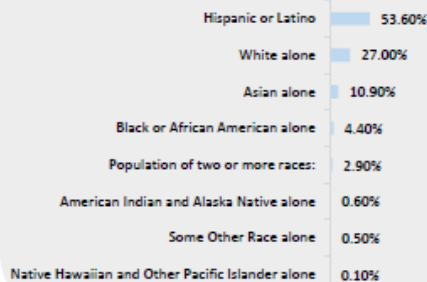 Hispanic or Latino 53.60%
White alone 27.00%
Asian alone 10.90%
Black or African American alone 4.40%
Population of two or more races: 2.90%
American Indian and Alaska Native alone 0.60%
Some Other Race alone 0.50%
Native Hawaiian and Other Pacific Islander alone 0.10%